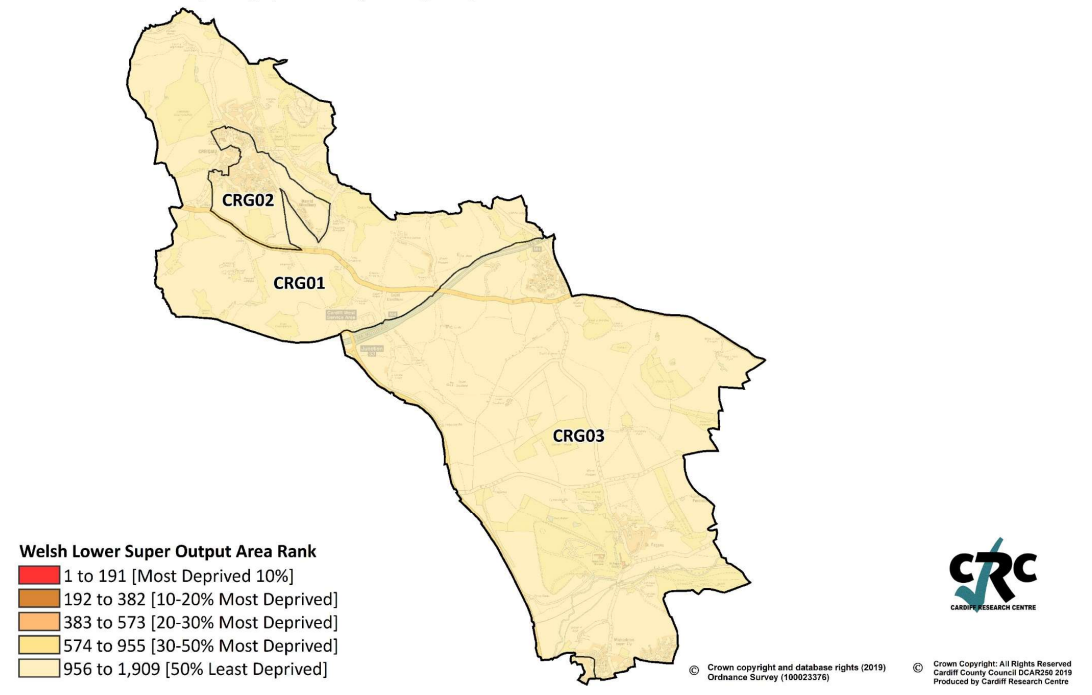 CRG02
CRG01
CRG03
Welsh Lower Super Output Area Rank
1 to 191 [Most Deprived 10%]
192 to 382 [10-20% Most Deprived]
383 to 573 [20-30% Most Deprived]
574 to 955 [30-50% Most Deprived]
956 to 1,909 [50% Least Deprived]
CRC
CARDIFF RESEARCH CENTRE
© Crown copyright and database rights (2019)
Ordnance Survey (100023376)
© Crown Copyright: All Rights Reserved
Cardiff County Council DCAR250 2019
Produced by Cardiff Research Centre